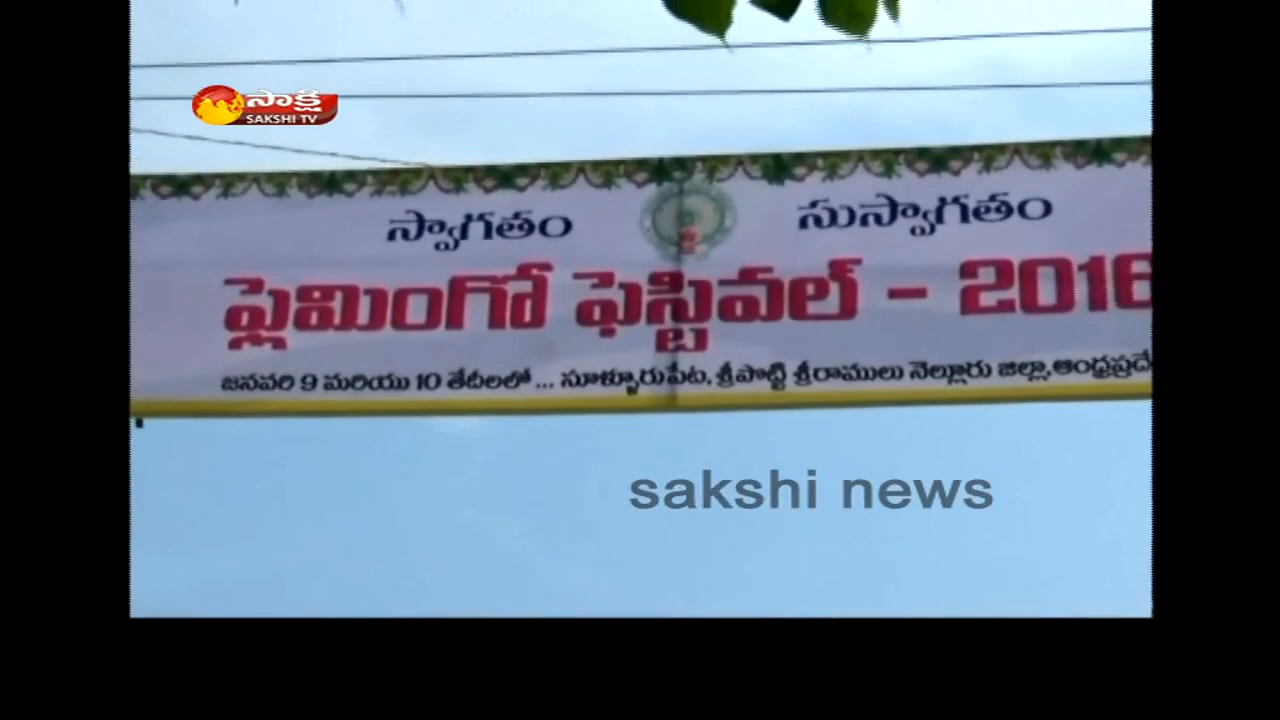 సాక్షి
SAKSHI TV
స్వాగతం సుస్వాగతం
ఫ్లెమింగో ఫెస్టివల్ - 2016
జనవరి 9 మరియు 10 తేదీలలో... సూళ్ళూరుపేట, శ్రీపొట్టి శ్రీరాములు నెల్లూరు జిల్లా,
sakshi news